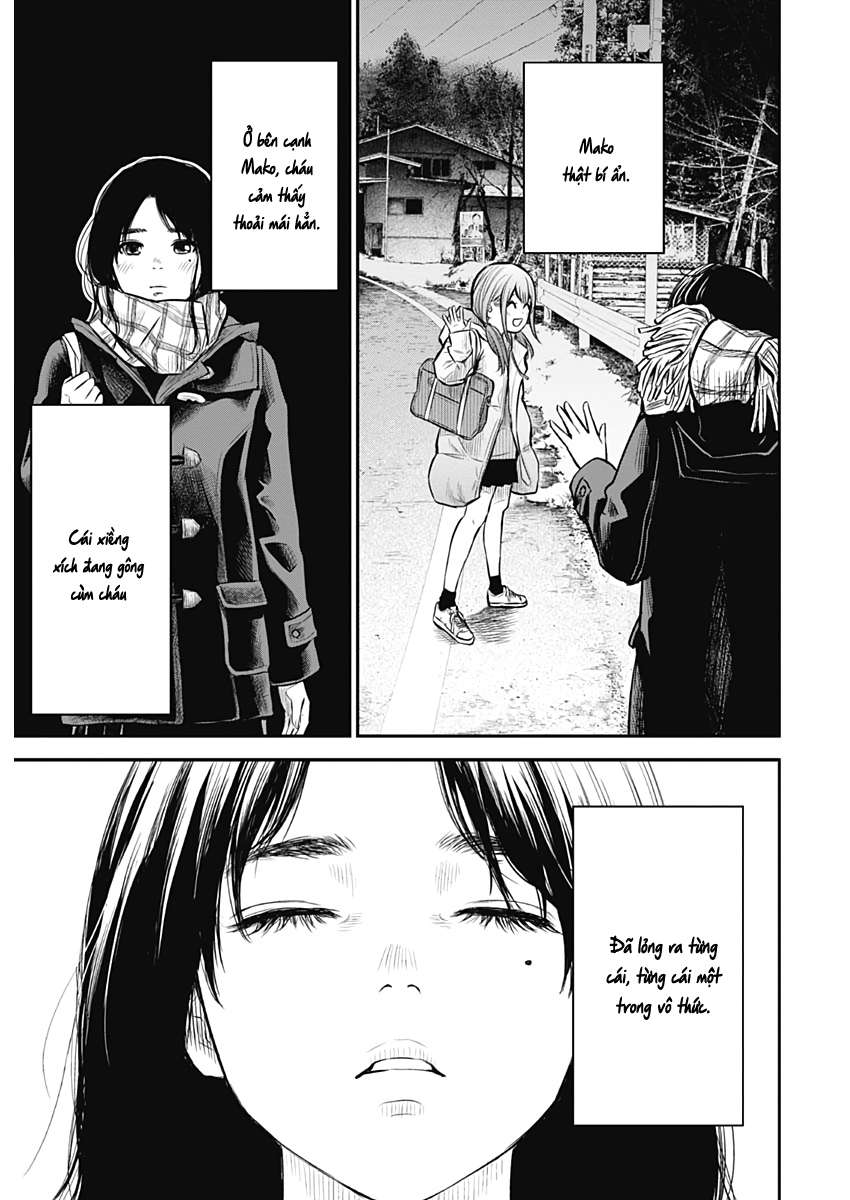 Mako
thật bí ẩn.
Ở bên cạnh
Mako, cháu
cảm thấy
thoải mái hẳn.
Cái xiềng
xích đang gông
cùm cháu
Đã lỏng ra từng
cái, từng cái một
trong vô thức.